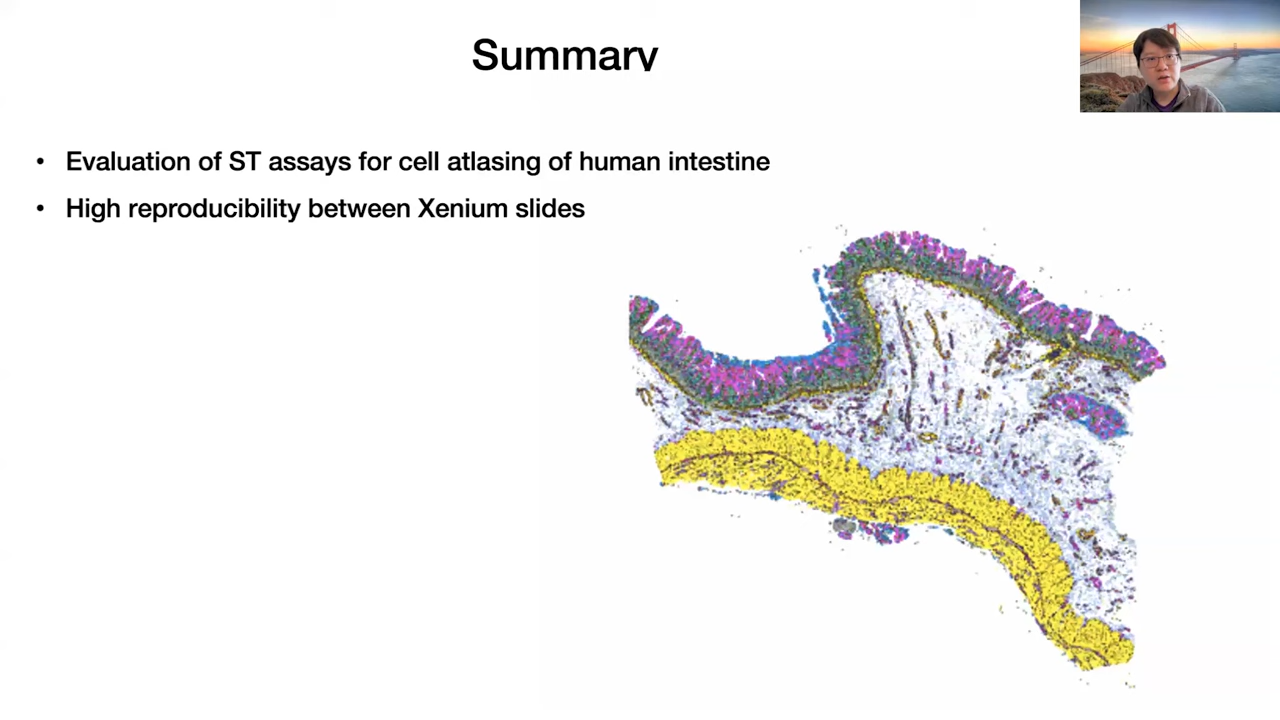 Summary
• Evaluation of ST assays for cell atlasing of human intestine
• High reproducibility between Xenium slides